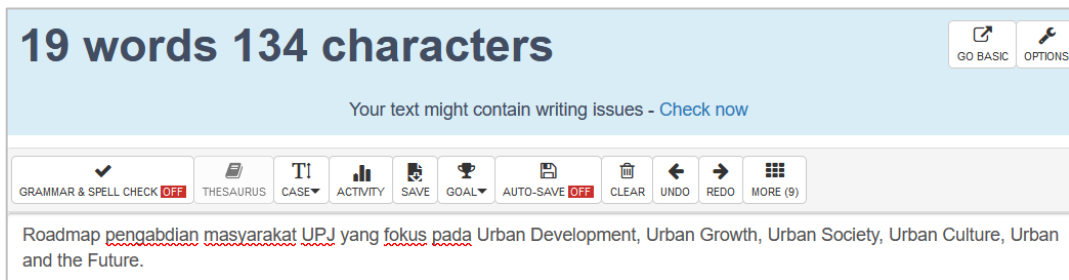 19 words 134 characters
GO BASIC
OPTIONS
Your text might contain writing issues - Check now
GRAMMAR & SPELL CHECK OFF
THESAURUS
CASE
ACTIVITY
SAVE
GOAL
AUTO-SAVE OFF
CLEAR
UNDO
REDO
MORE (9)
Roadmap pengabdian masyarakat UPJ yang fokus pada Urban Development, Urban Growth, Urban Society, Urban Culture, Urban
and the Future.